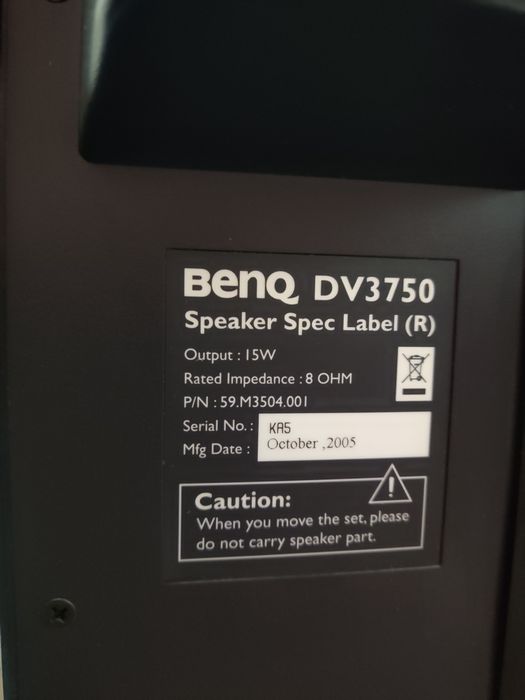 BenQ DV3750
Speaker Spec Label (R)
Output : 15W
Rated Impedance : 8 OHM
P/N : 59.M3504.001
Serial No. : KA5
Mfg Date : October ,2005
Caution:
When you move the set, please
do not carry speaker part.